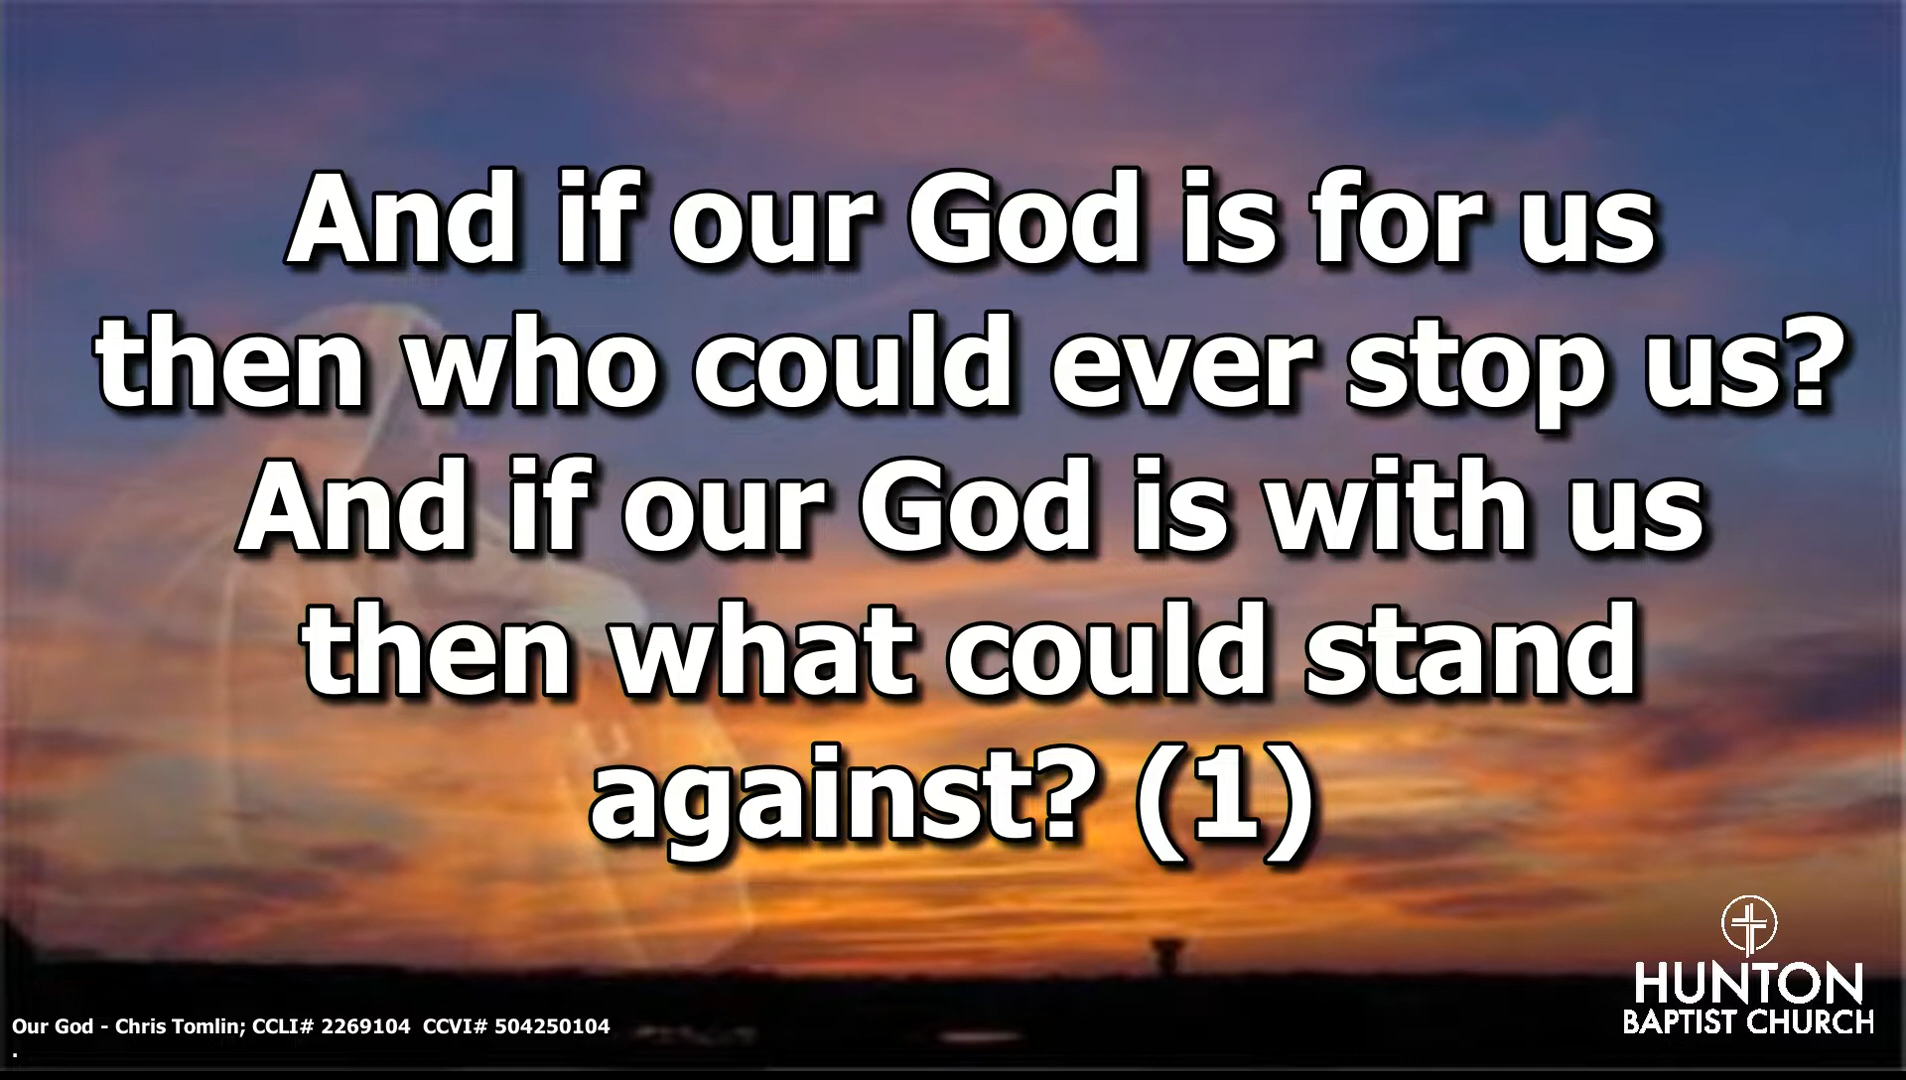 And if our God is for us
then who could ever stop us?
And if our God is with us
then what could stand
against? (1)
HUNTON
BAPTIST CHURCH
Our God - Chris Tomlin; CCLI# 2269104 CCVI# 504250104
.